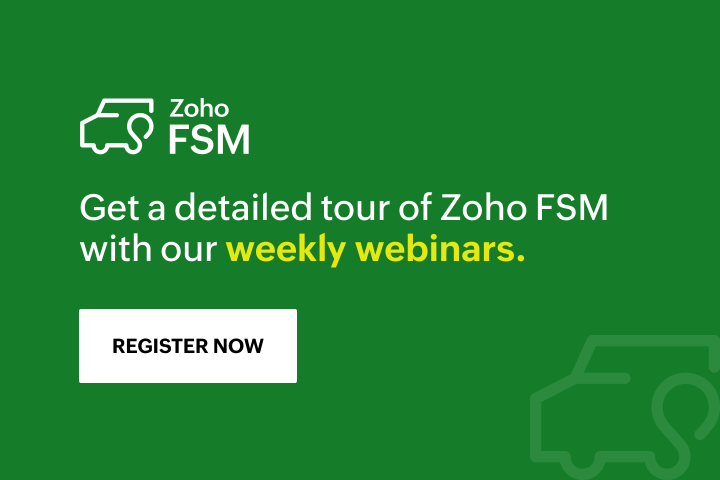 Zoho
FSM
Get a detailed tour of Zoho FSM
with our weekly webinars.
REGISTER NOW